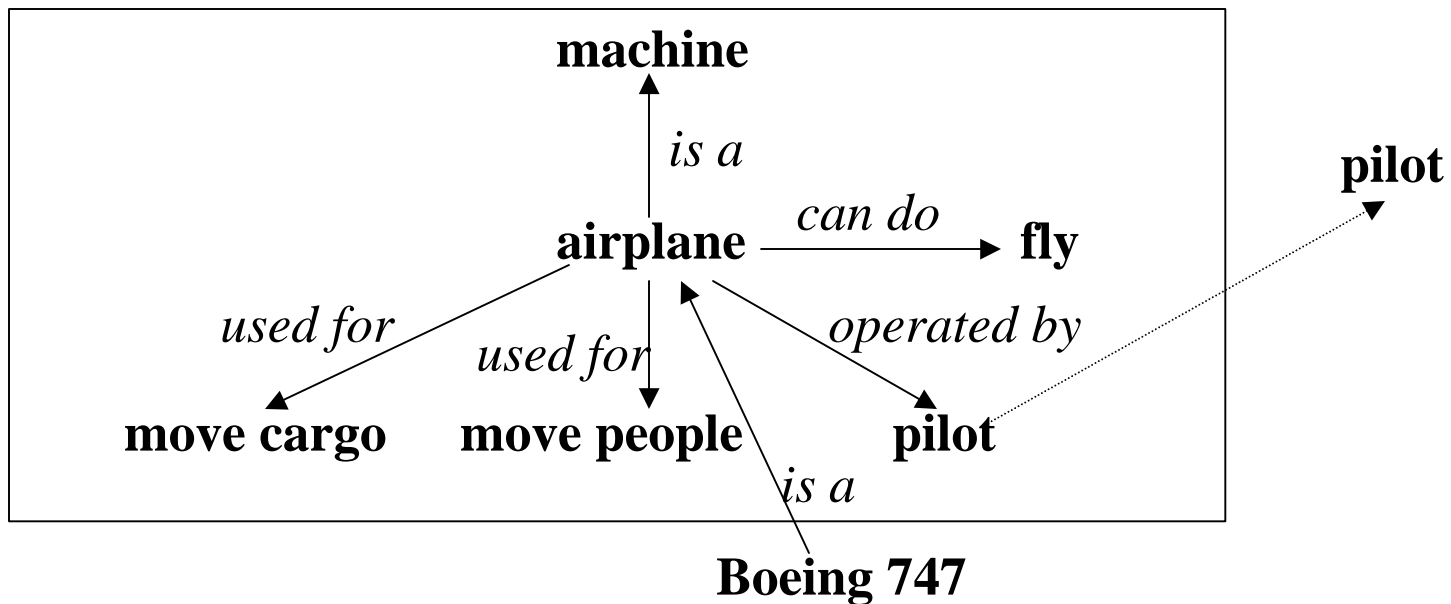 machine
is a
pilot
can do
airplane
fly
used for
operated by
used for
move cargo
move people
pilot
is a
Boeing 747